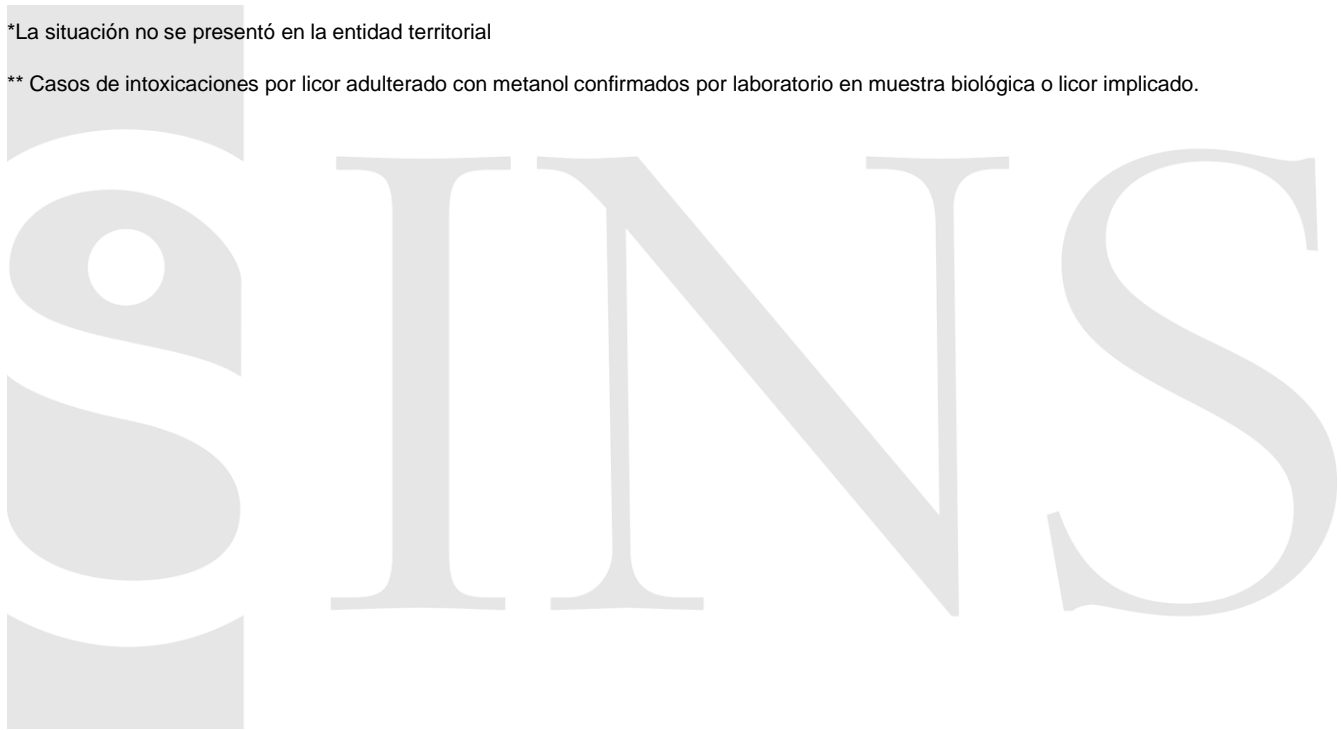 *La situación no se presentó en la entidad territorial
** Casos de intoxicaciones por licor adulterado con metanol confirmados por laboratorio en muestra biológica o licor implicado.
INS